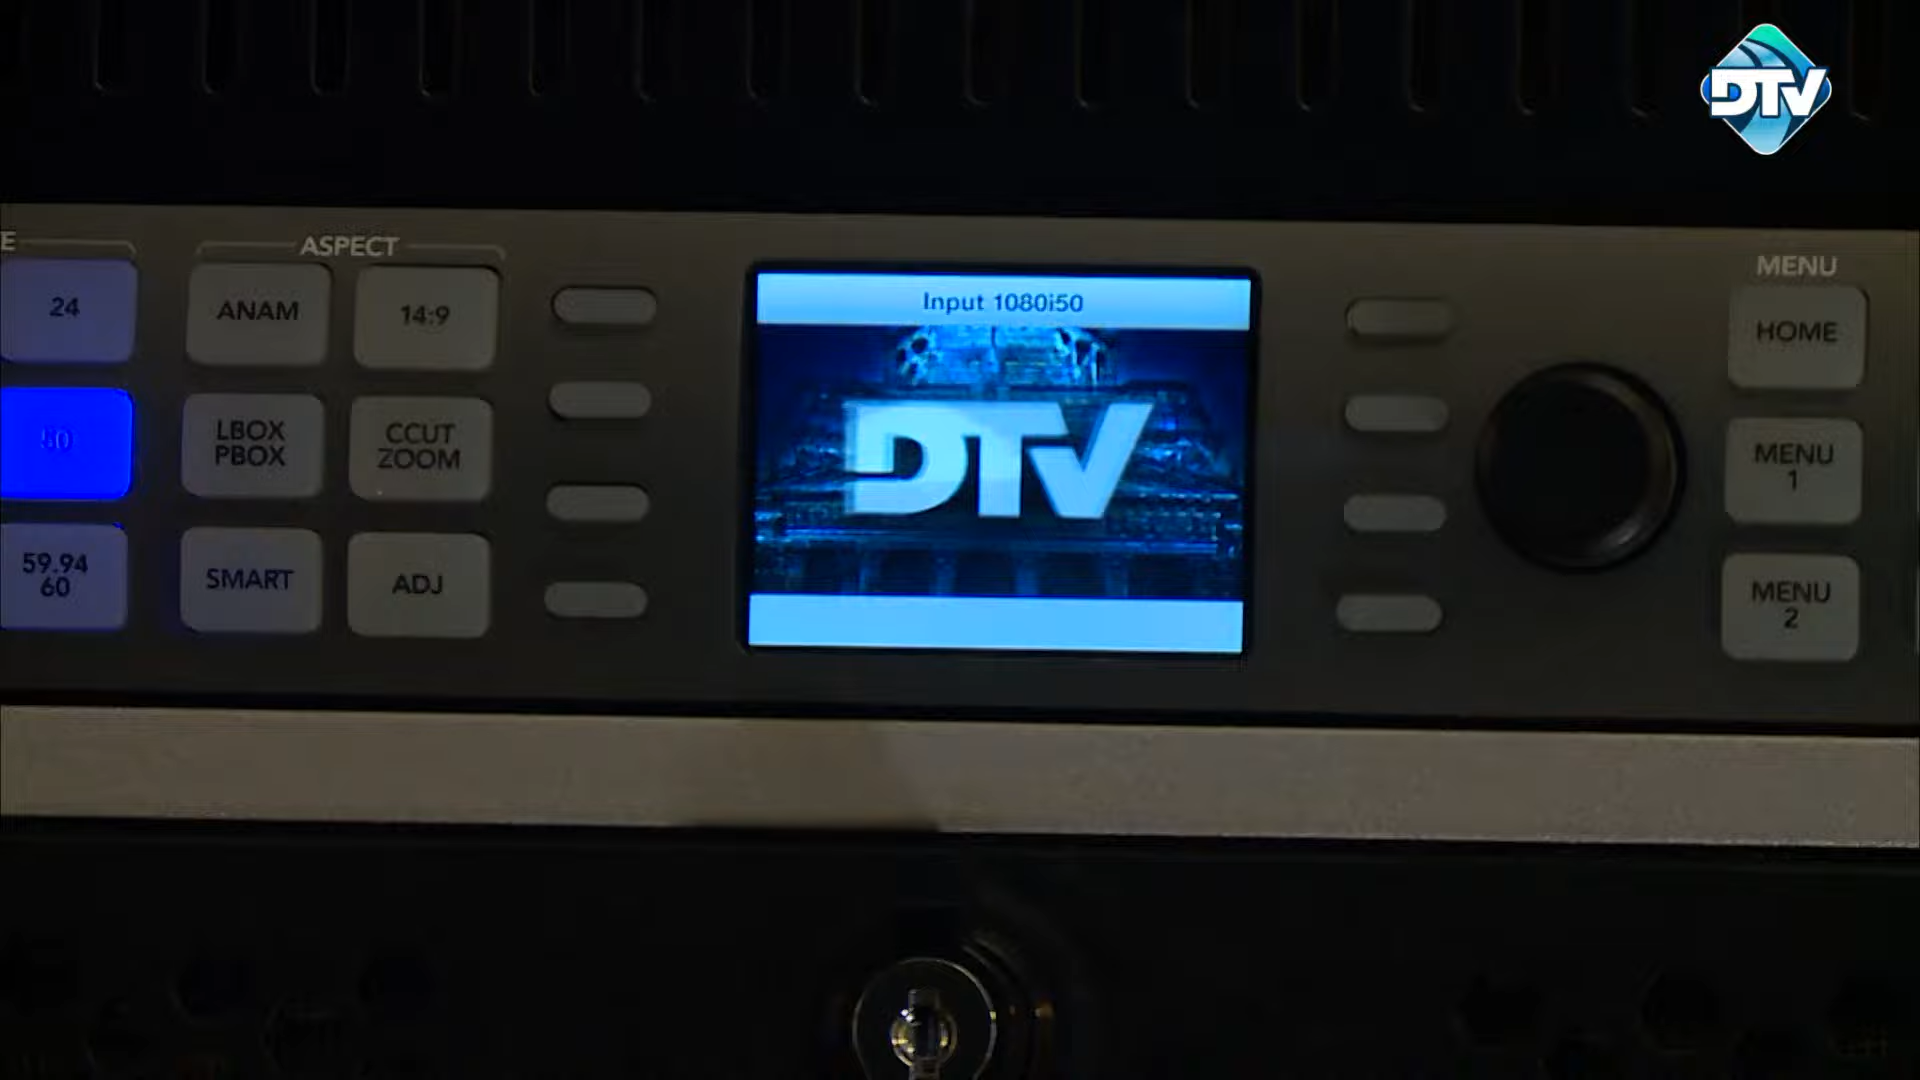 DTV
E
ASPECT
MENU
24
ANAM
14:9
Input 1080i50
HOME
DTV
50
LBOX
PBOX
CCUT
ZOOM
MENU
1
59.94
60
SMART
ADJ
MENU
2